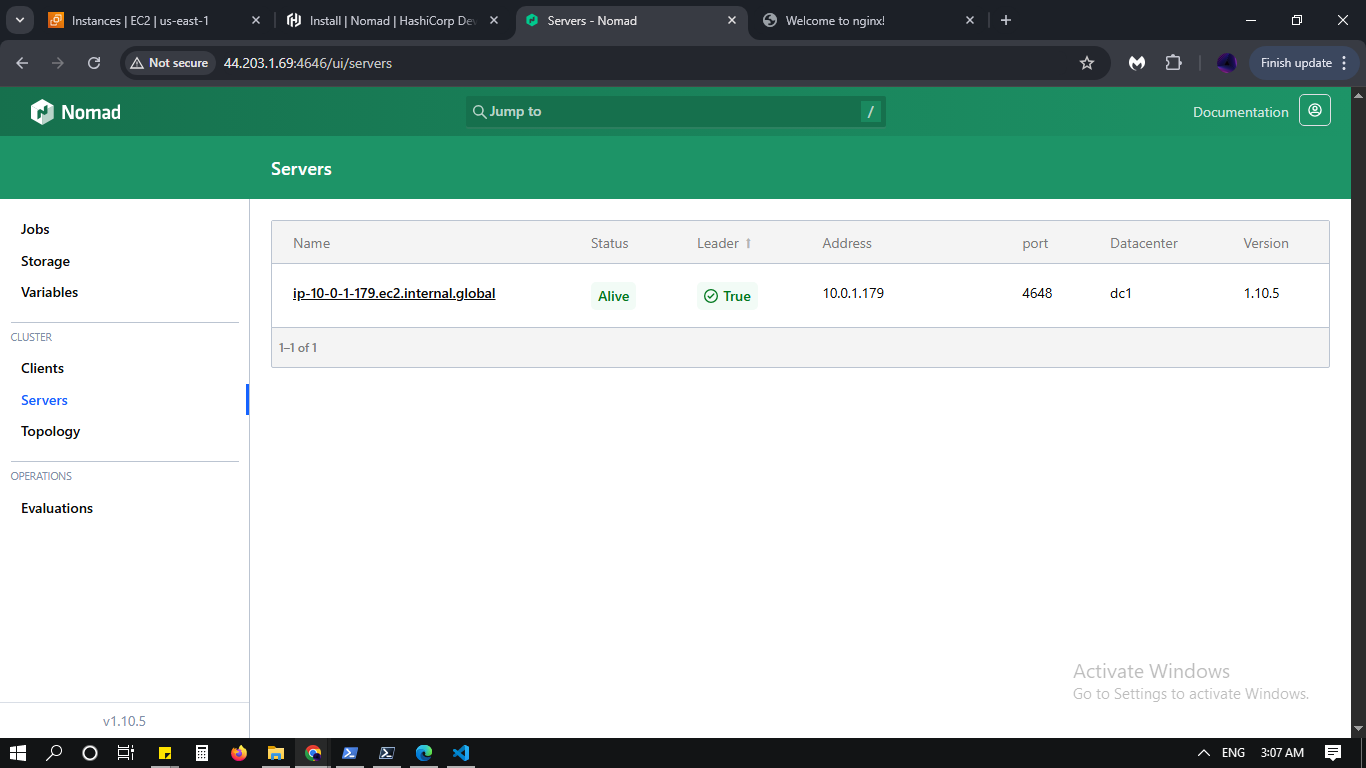 Instances | EC2 | us-east-1
Install | Nomad | HashiCorp Dev
Servers - Nomad
Welcome to nginx!
Not secure
44.203.1.69:4646/ui/servers
Finish update
Nomad
Jump to
/
Documentation
Servers
Jobs
Storage
Variables
CLUSTER
Clients
Servers
Topology
OPERATIONS
Evaluations
v1.10.5
Name Status Leader Address port Datacenter Version
ip-10-0-1-179.ec2.internal.global Alive True 10.0.1.179 4648 dc1 1.10.5
1–1 of 1
Activate Windows
Go to Settings to activate Windows.
ENG
3:07 AM